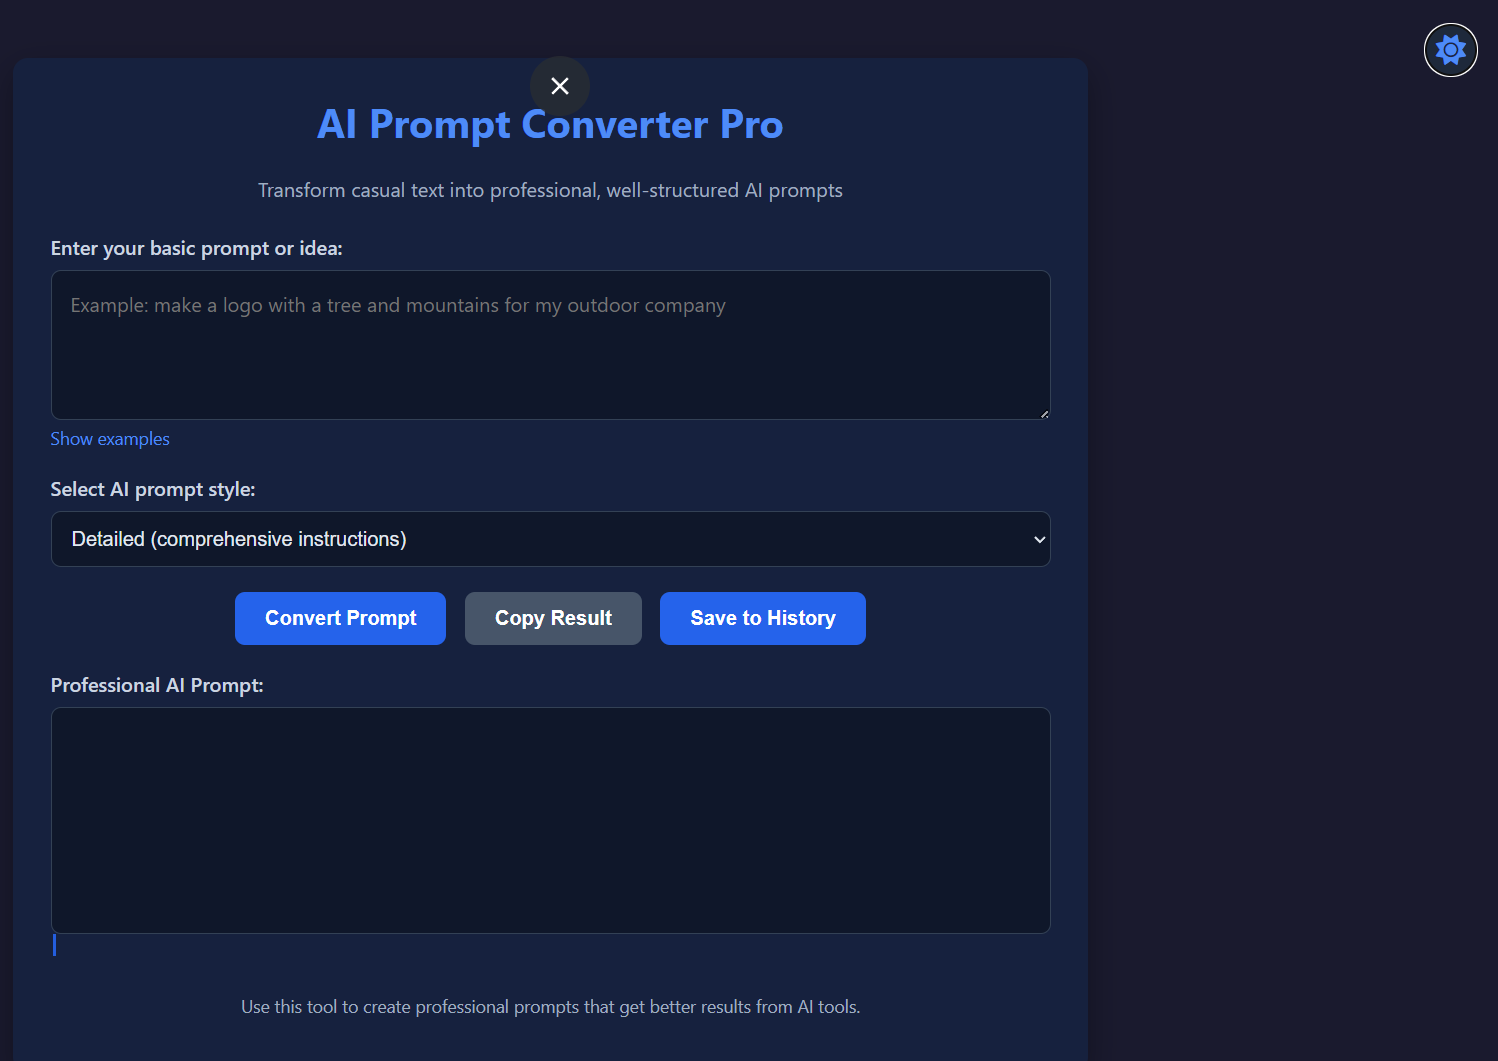 AI Prompt Converter Pro
Transform casual text into professional, well-structured AI prompts
Enter your basic prompt or idea:
Example: make a logo with a tree and mountains for my outdoor company
Show examples
Select AI prompt style:
Detailed (comprehensive instructions)
Convert Prompt
Copy Result
Save to History
Professional AI Prompt:
Use this tool to create professional prompts that get better results from AI tools.